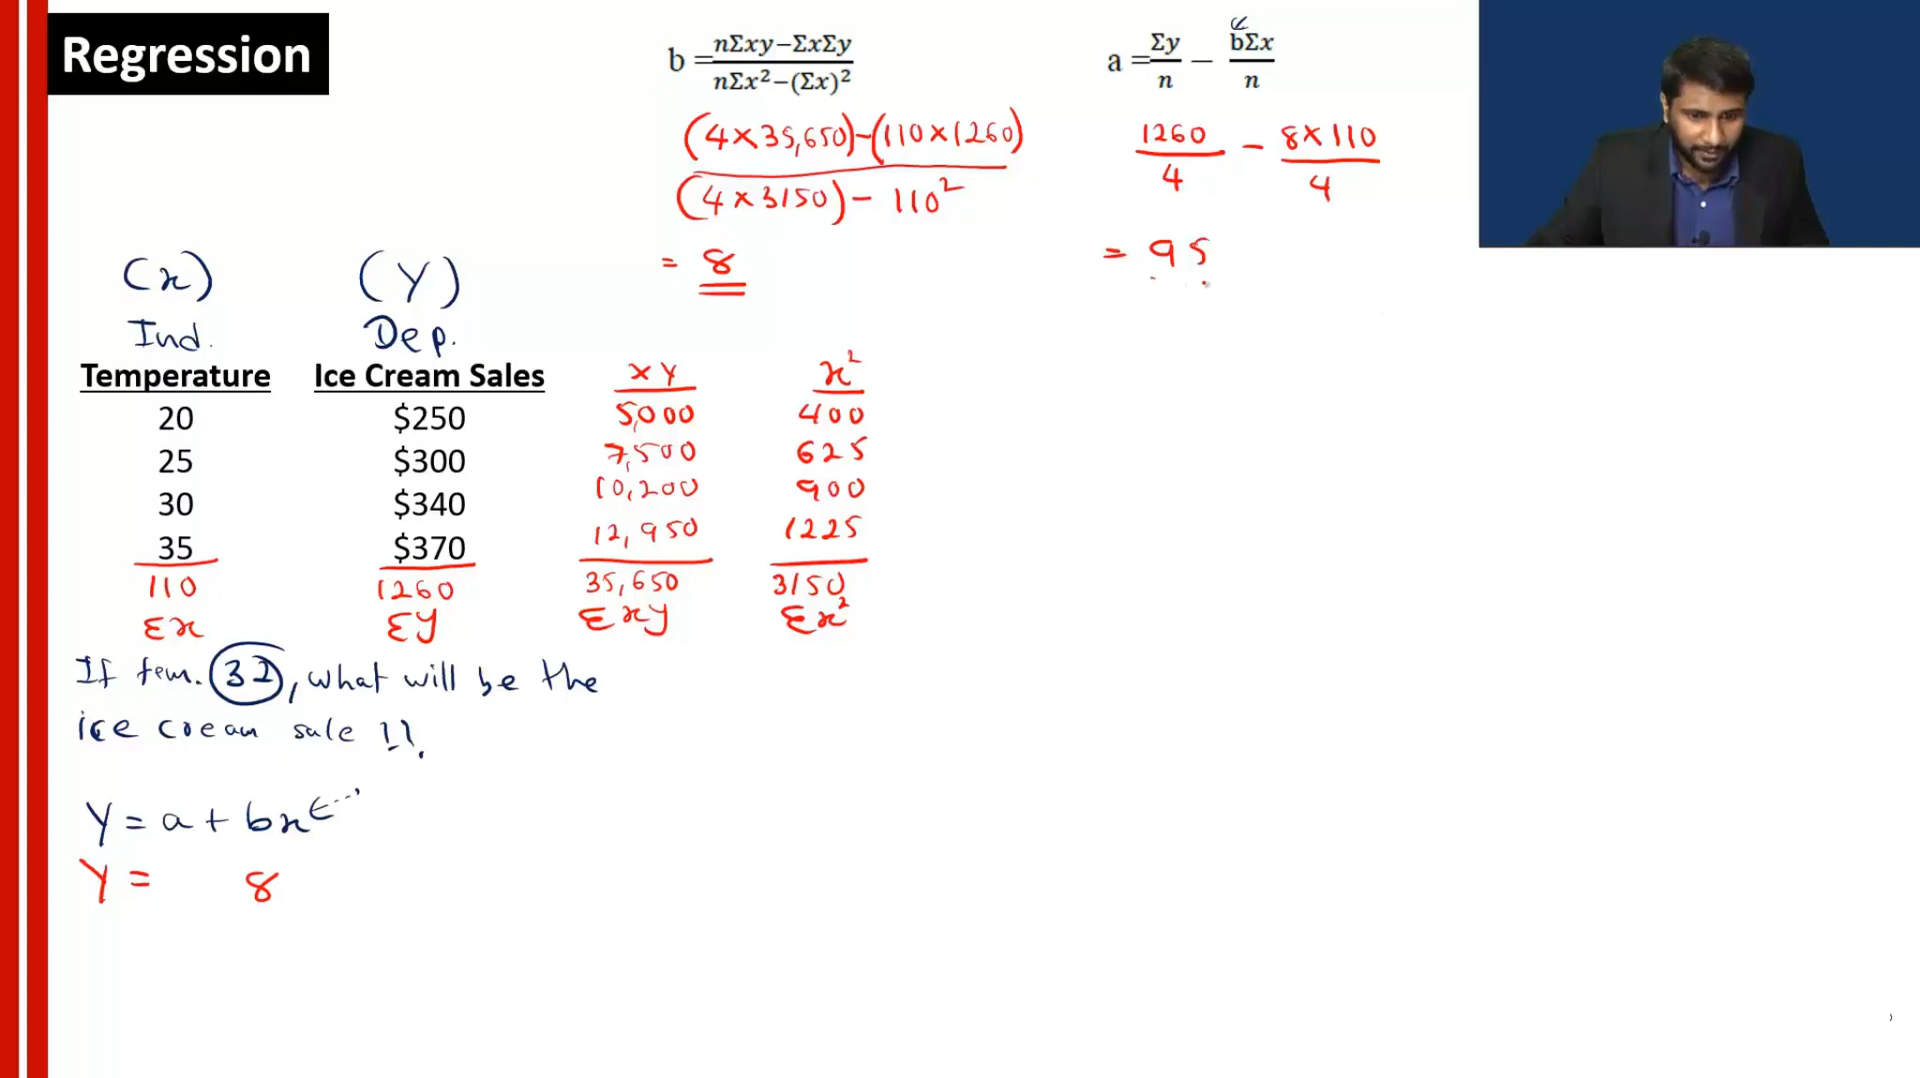 Regression
b = nΣxy−ΣxΣy / nΣx²−(Σx)²
a = Σy / n − bΣx / n
(4×35,650)−(110×1260)
(4×3150)− 110²
= 8
1260 / 4 − 8×110 / 4
= 95
(x) (Y)
Ind. Dep.
Temperature Ice Cream Sales XY x²
20 $250 5,000 400
25 $300 7,500 625
30 $340 10,200 900
35 $370 12,950 1225
110 1260 35,650 3150
Σx Σy Σxy Σx²
If tem. 32, what will be the
ice cream sale
Y = a + bx
Y = 8